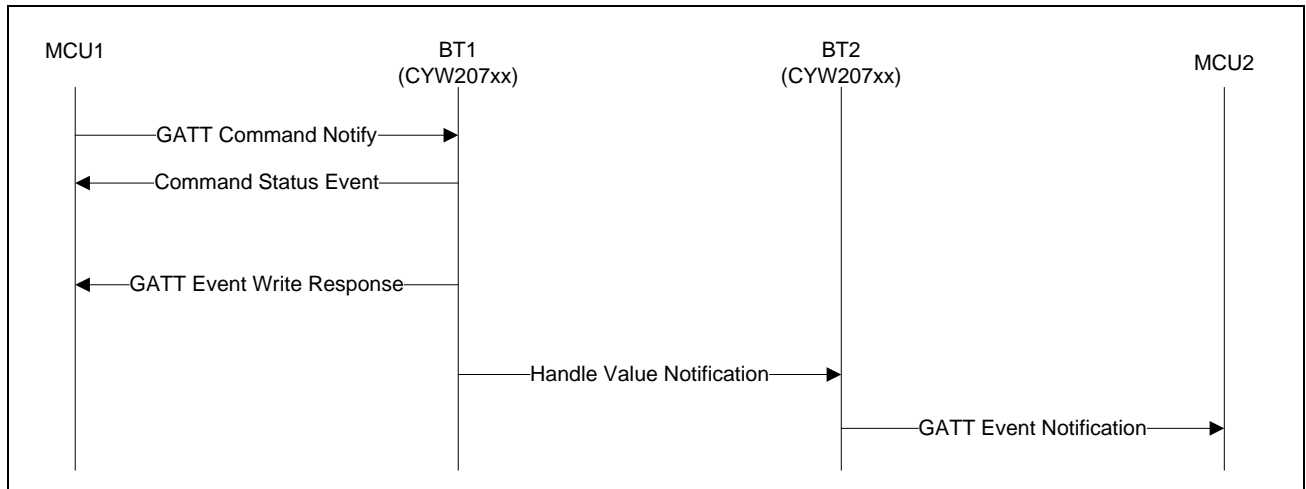 MCU1
BT1
(CYW207xx)
BT2
(CYW207xx)
MCU2
GATT Command Notify
Command Status Event
GATT Event Write Response
Handle Value Notification
GATT Event Notification